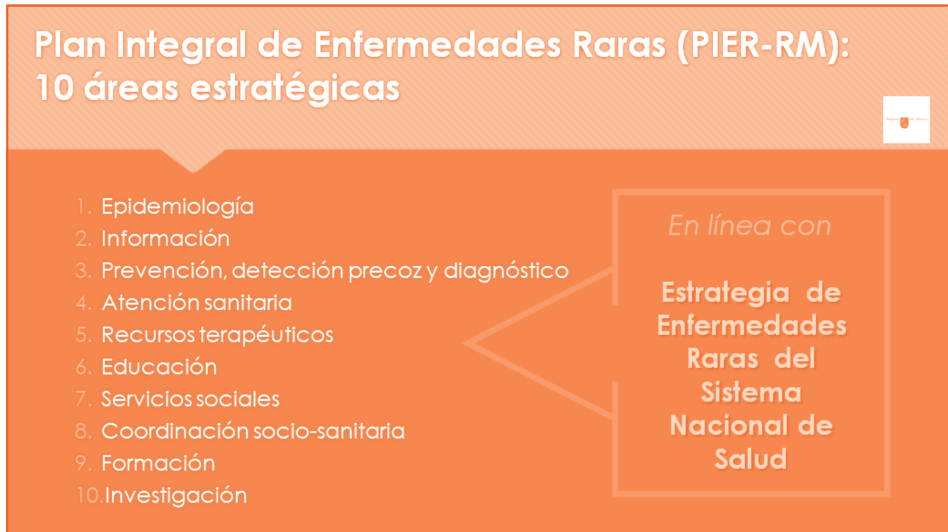 Plan Integral de Enfermedades Raras (PIER-RM):
10 áreas estratégicas
1. Epidemiología
2. Información
3. Prevención, detección precoz y diagnóstico
4. Atención sanitaria
5. Recursos terapéuticos
6. Educación
7. Servicios sociales
8. Coordinación socio-sanitaria
9. Formación
10.Investigación
En línea con
Estrategia de
Enfermedades
Raras del
Sistema
Nacional de
Salud